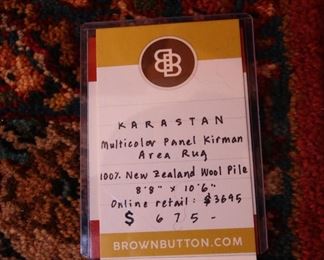 BB
KARASTAN
Multicolor Panel Kirman
Area Rug
100% New Zealand Wool Pile
8'8" x 10'6"
Online retail: $3695
$ 675-
BROWNBUTTON.COM